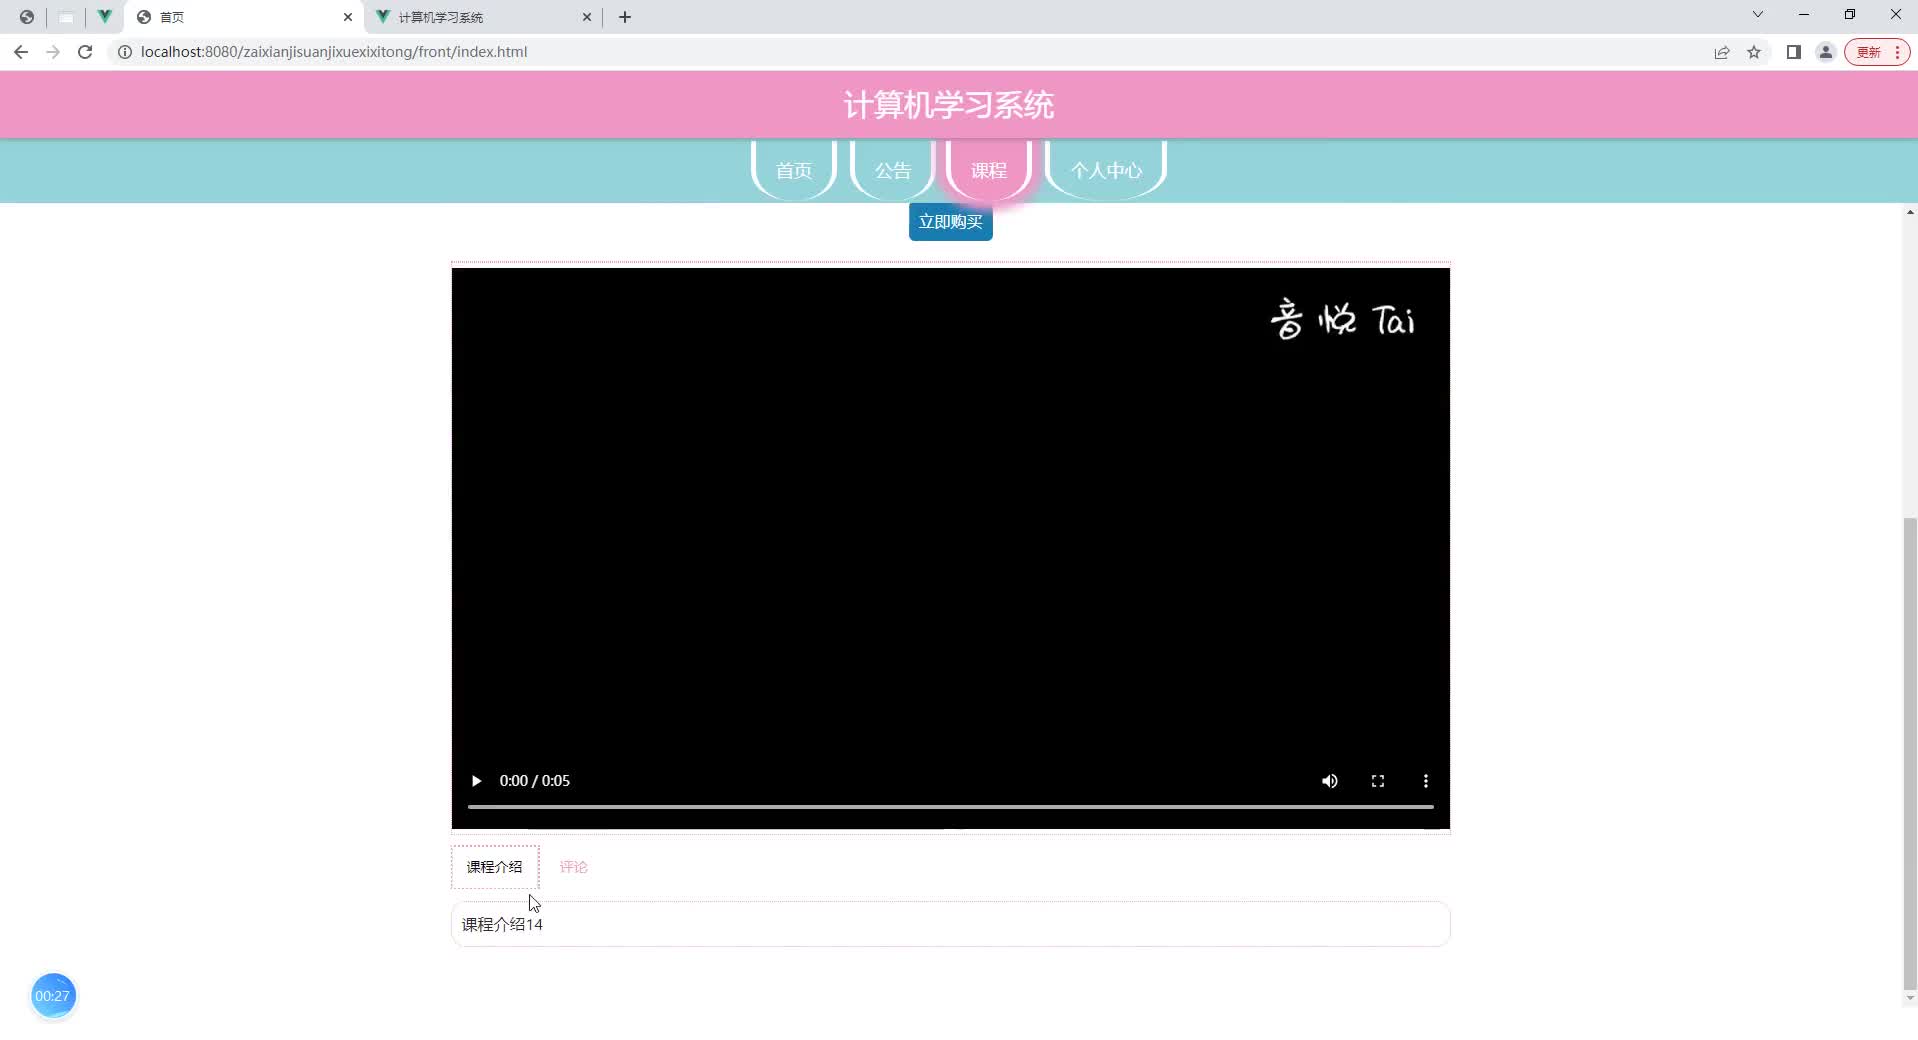 首页
计算机学习系统
localhost:8080/zaixianjisuanjixuexixitong/front/index.html
更新
计算机学习系统
首页
公告
课程
个人中心
立即购买
音悦Tai
0:00 / 0:05
课程介绍
评论
课程介绍14
00:27